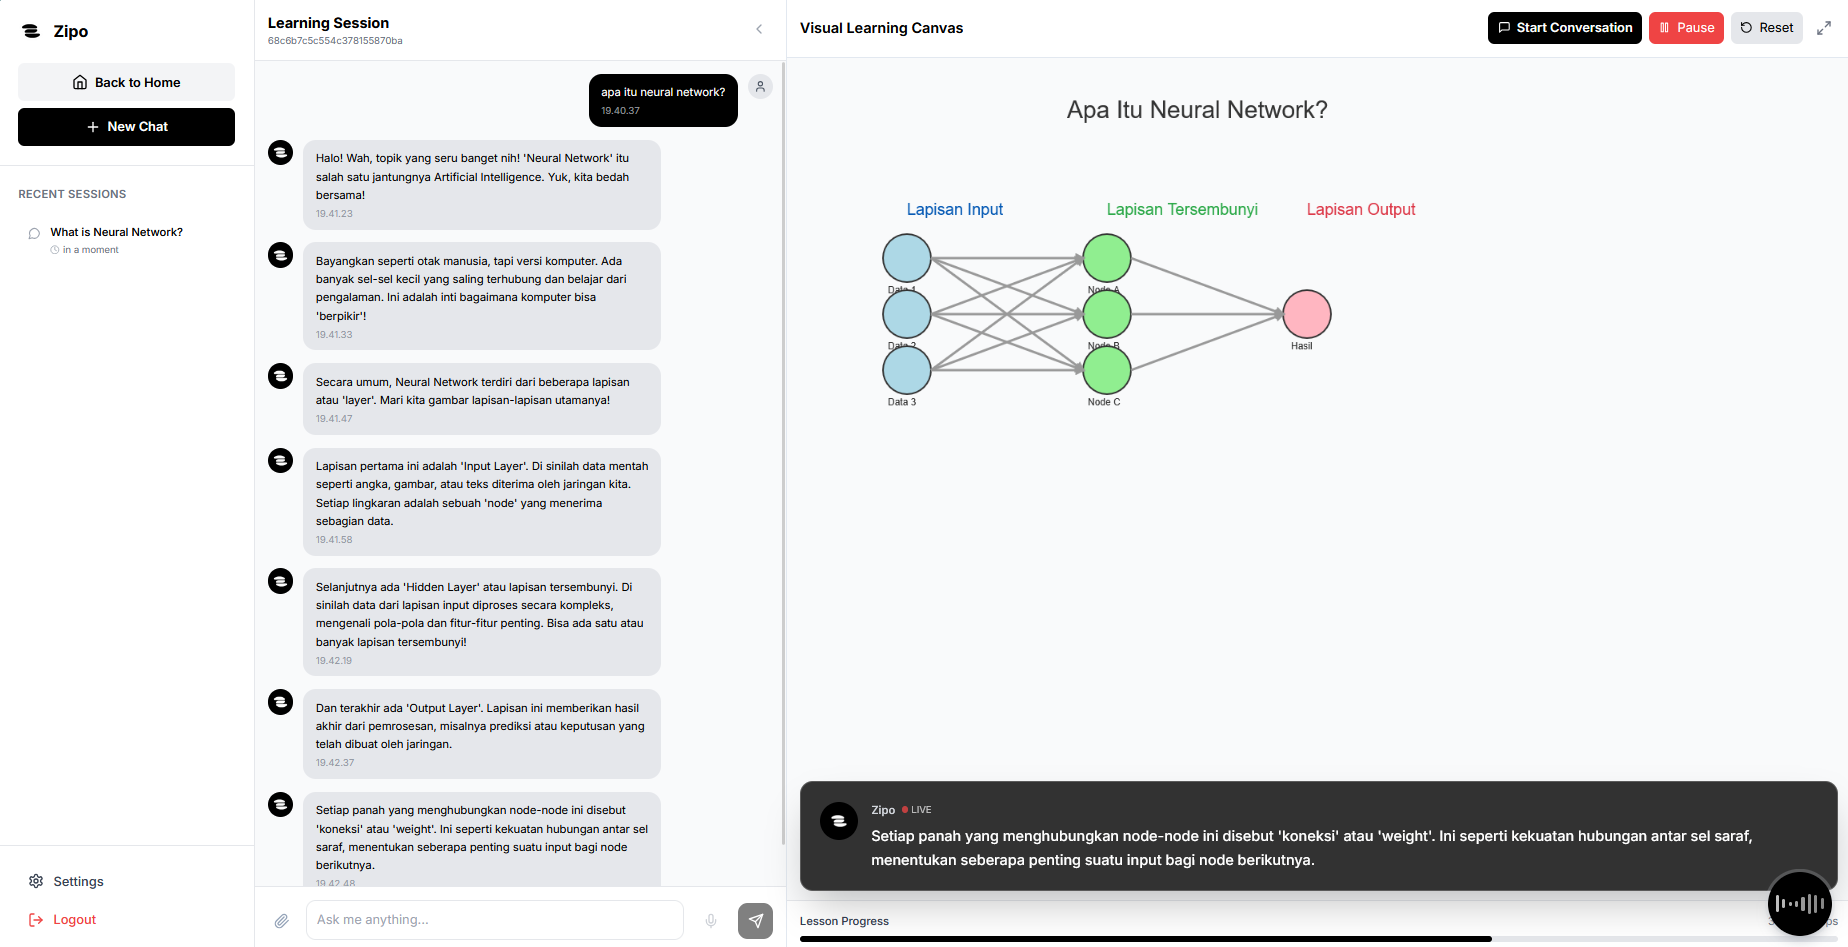 Zipo
Back to Home
New Chat
RECENT SESSIONS
What is Neural Network?
in a moment
Settings
Logout
Learning Session
68c6b7c5c554c378155870ba
apa itu neural network?
19.40.37
Halo! Wah, topik yang seru banget nih! 'Neural Network' itu
salah satu jantungnya Artificial Intelligence. Yuk, kita bedah
bersama!
19.41.23
Bayangkan seperti otak manusia, tapi versi komputer. Ada
banyak sel-sel kecil yang saling terhubung dan belajar dari
pengalaman. Ini adalah inti bagaimana komputer bisa
'berpikir'!
19.41.33
Secara umum, Neural Network terdiri dari beberapa lapisan
atau 'layer'. Mari kita gambar lapisan-lapisan utamanya!
19.41.47
Lapisan pertama ini adalah 'Input Layer'. Di sinilah data mentah
seperti angka, gambar, atau teks diterima oleh jaringan kita.
Setiap lingkaran adalah sebuah 'node' yang menerima
sebagian data.
19.41.58
Selanjutnya ada 'Hidden Layer' atau lapisan tersembunyi. Di
sinilah data dari lapisan input diproses secara kompleks,
mengenali pola-pola dan fitur-fitur penting. Bisa ada satu atau
banyak lapisan tersembunyi!
19.42.19
Dan terakhir ada 'Output Layer'. Lapisan ini memberikan hasil
akhir dari pemrosesan, misalnya prediksi atau keputusan yang
telah dibuat oleh jaringan.
19.42.37
Setiap panah yang menghubungkan node-node ini disebut
'koneksi' atau 'weight'. Ini seperti kekuatan hubungan antar sel
saraf, menentukan seberapa penting suatu input bagi node
berikutnya.
19.42.48
Ask me anything...
Visual Learning Canvas
Start Conversation
Pause
Reset
Apa Itu Neural Network?
Lapisan Input
Lapisan Tersembunyi
Lapisan Output
Data 1
Node A
Data 2
Node B
Hasil
Data 3
Node C
Zipo
LIVE
Setiap panah yang menghubungkan node-node ini disebut 'koneksi' atau 'weight'. Ini seperti kekuatan hubungan antar sel saraf,
menentukan seberapa penting suatu input bagi node berikutnya.
Lesson Progress